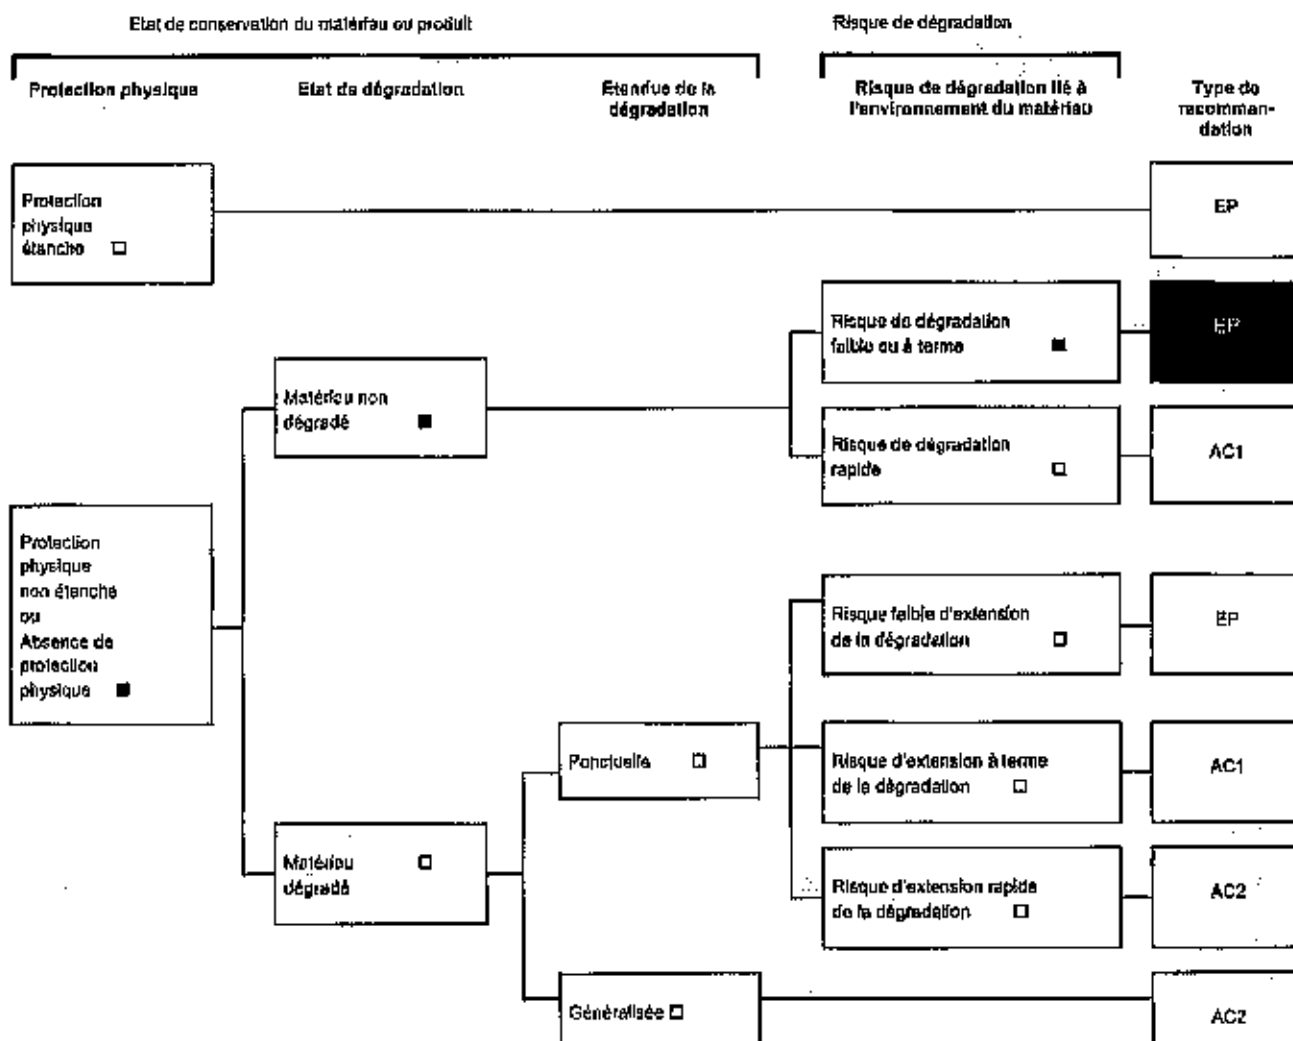 Etat de conservation du matériau ou produit
Risque de dégradation
Protection physique
Etat de dégradation
Etendue de la
dégradation
Risque de dégradation lié à
l'environnement du matériau
Type de
recomman-
dation
Protection
physique
étanche
EP
Risque de dégradation
faible ou à terme
EP
Matériau non
dégradé
Risque de dégradation
rapide
AC1
Protection
physique
non étanche
ou
Absence de
protection
physique
Risque faible d'extension
de la dégradation
EP
Ponctuelle
Risque d'extension à terme
de la dégradation
AC1
Matériau
dégradé
Risque d'extension rapide
de la dégradation
AC2
Généralisée
AC2